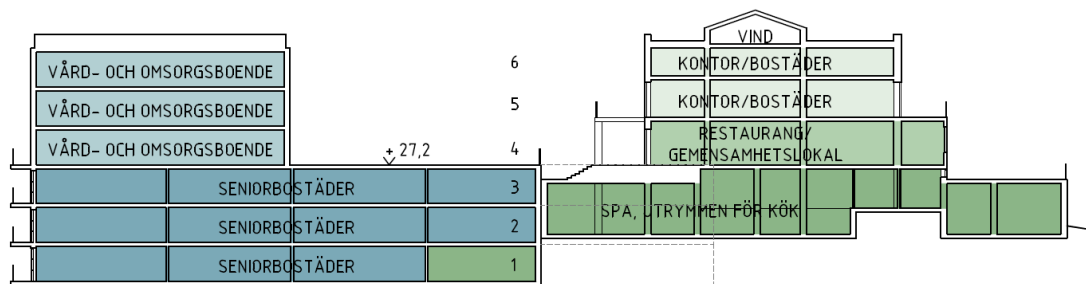 VIND
VÅRD- OCH OMSORGSBOENDE 6 KONTOR/BOSTÄDER
VÅRD- OCH OMSORGSBOENDE 5 KONTOR/BOSTÄDER
VÅRD- OCH OMSORGSBOENDE + 27,2 4 RESTAURANG/
GEMENSAMHETSLOKAL
SENIORBOSTÄDER 3
SENIORBOSTÄDER 2 SPA, UTRYMMEN FÖR KÖK
SENIORBOSTÄDER 1